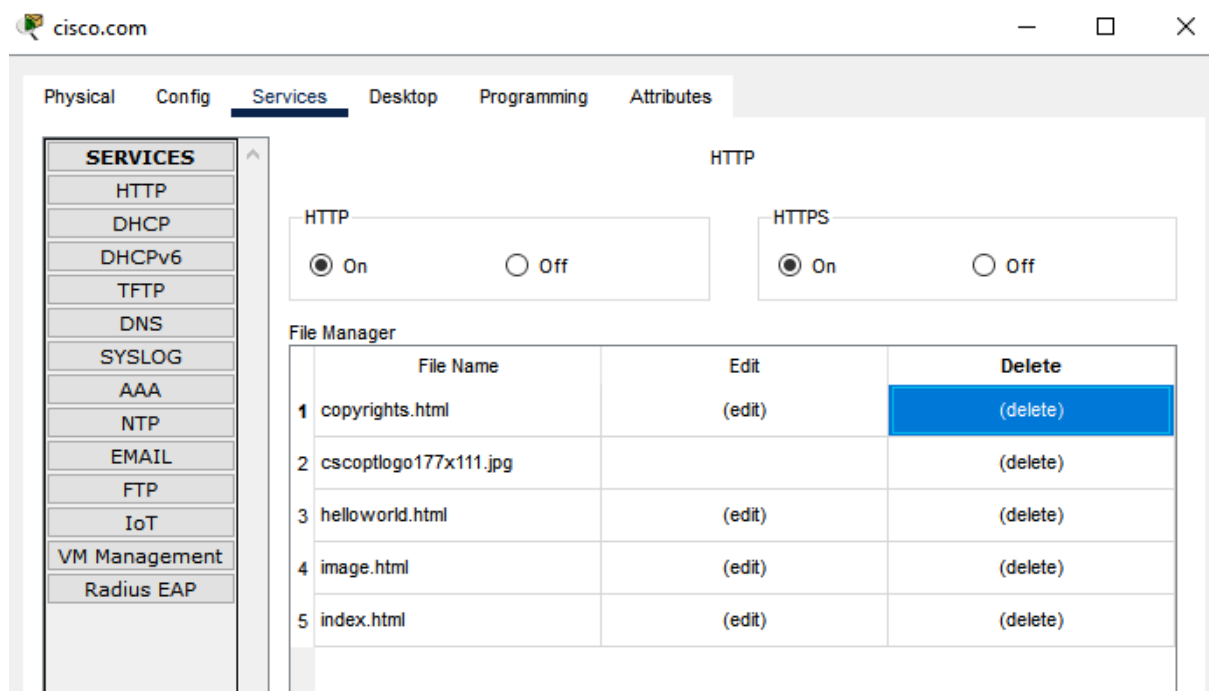 cisco.com
Physical Config Services Desktop Programming Attributes
SERVICES
HTTP
DHCP
DHCPv6
TFTP
DNS
SYSLOG
AAA
NTP
EMAIL
FTP
IoT
VM Management
Radius EAP
HTTP
HTTP HTTPS
On Off On Off
File Manager
File Name Edit Delete
1 copyrights.html (edit) (delete)
2 cscoptlogo177x111.jpg (delete)
3 helloworld.html (edit) (delete)
4 image.html (edit) (delete)
5 index.html (edit) (delete)